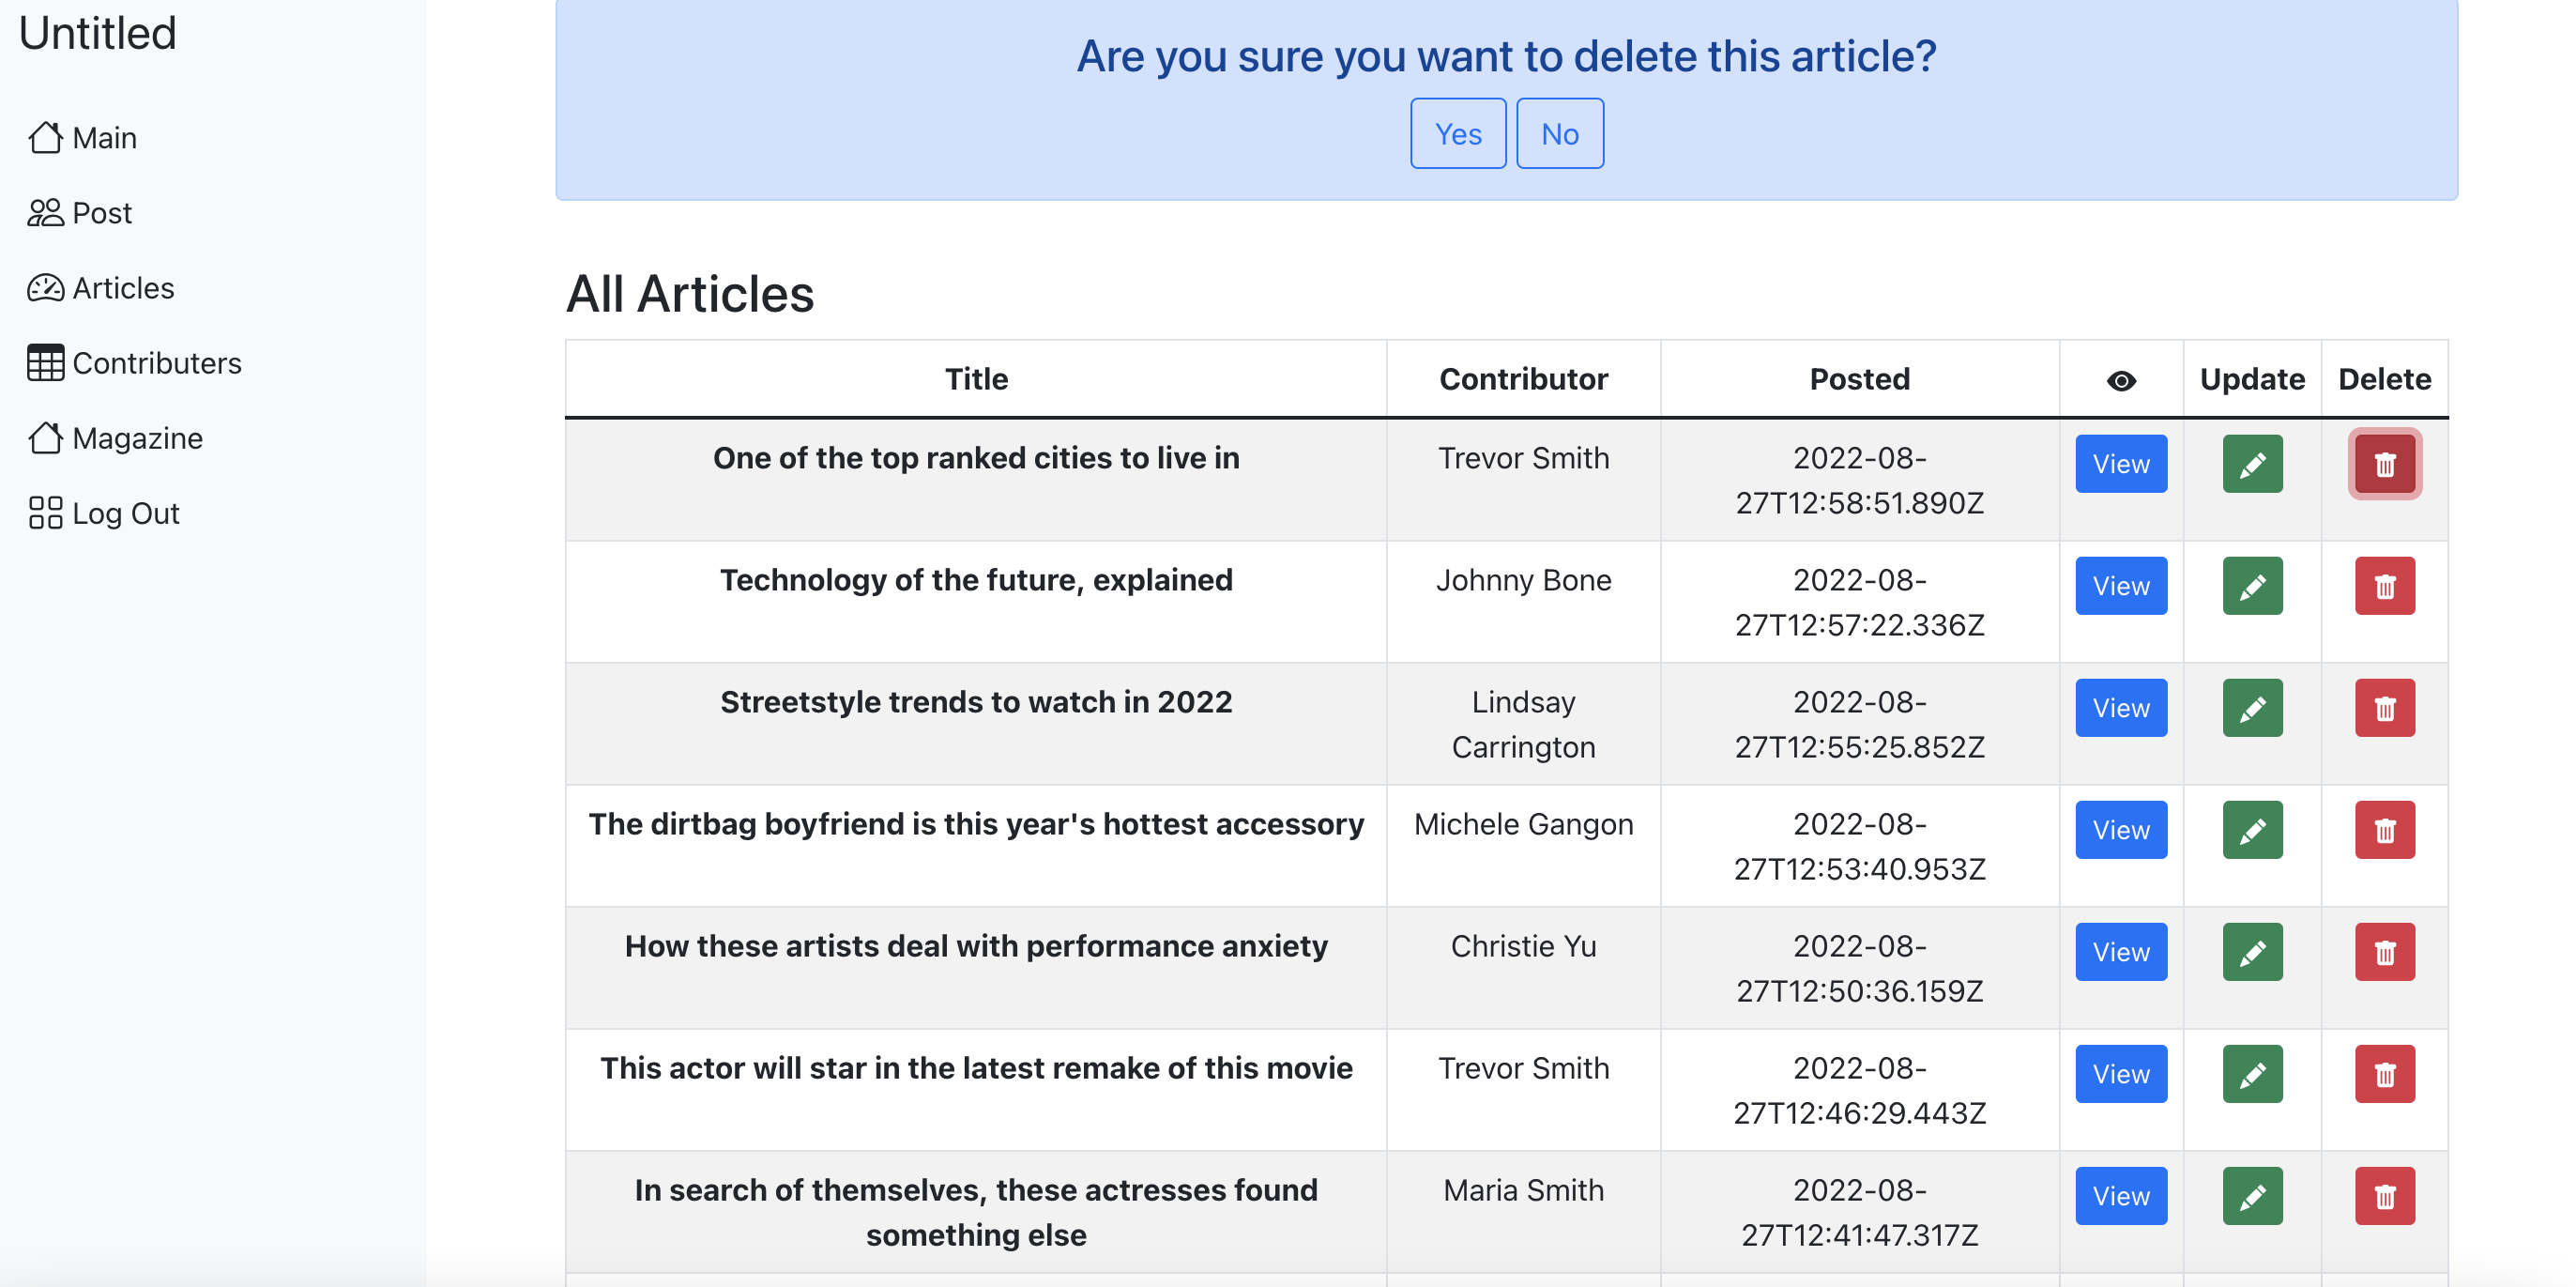 Untitled
Main
Post
Articles
Contributers
Magazine
Log Out
Are you sure you want to delete this article?
Yes No
All Articles
Title Contributor Posted Update Delete
One of the top ranked cities to live in Trevor Smith 2022-08- View
27T12:58:51.890Z
Technology of the future, explained Johnny Bone 2022-08- View
27T12:57:22.336Z
Streetstyle trends to watch in 2022 Lindsay 2022-08- View
Carrington 27T12:55:25.852Z
The dirtbag boyfriend is this year's hottest accessory Michele Gangon 2022-08- View
27T12:53:40.953Z
How these artists deal with performance anxiety Christie Yu 2022-08- View
27T12:50:36.159Z
This actor will star in the latest remake of this movie Trevor Smith 2022-08- View
27T12:46:29.443Z
In search of themselves, these actresses found Maria Smith 2022-08- View
something else 27T12:41:47.317Z